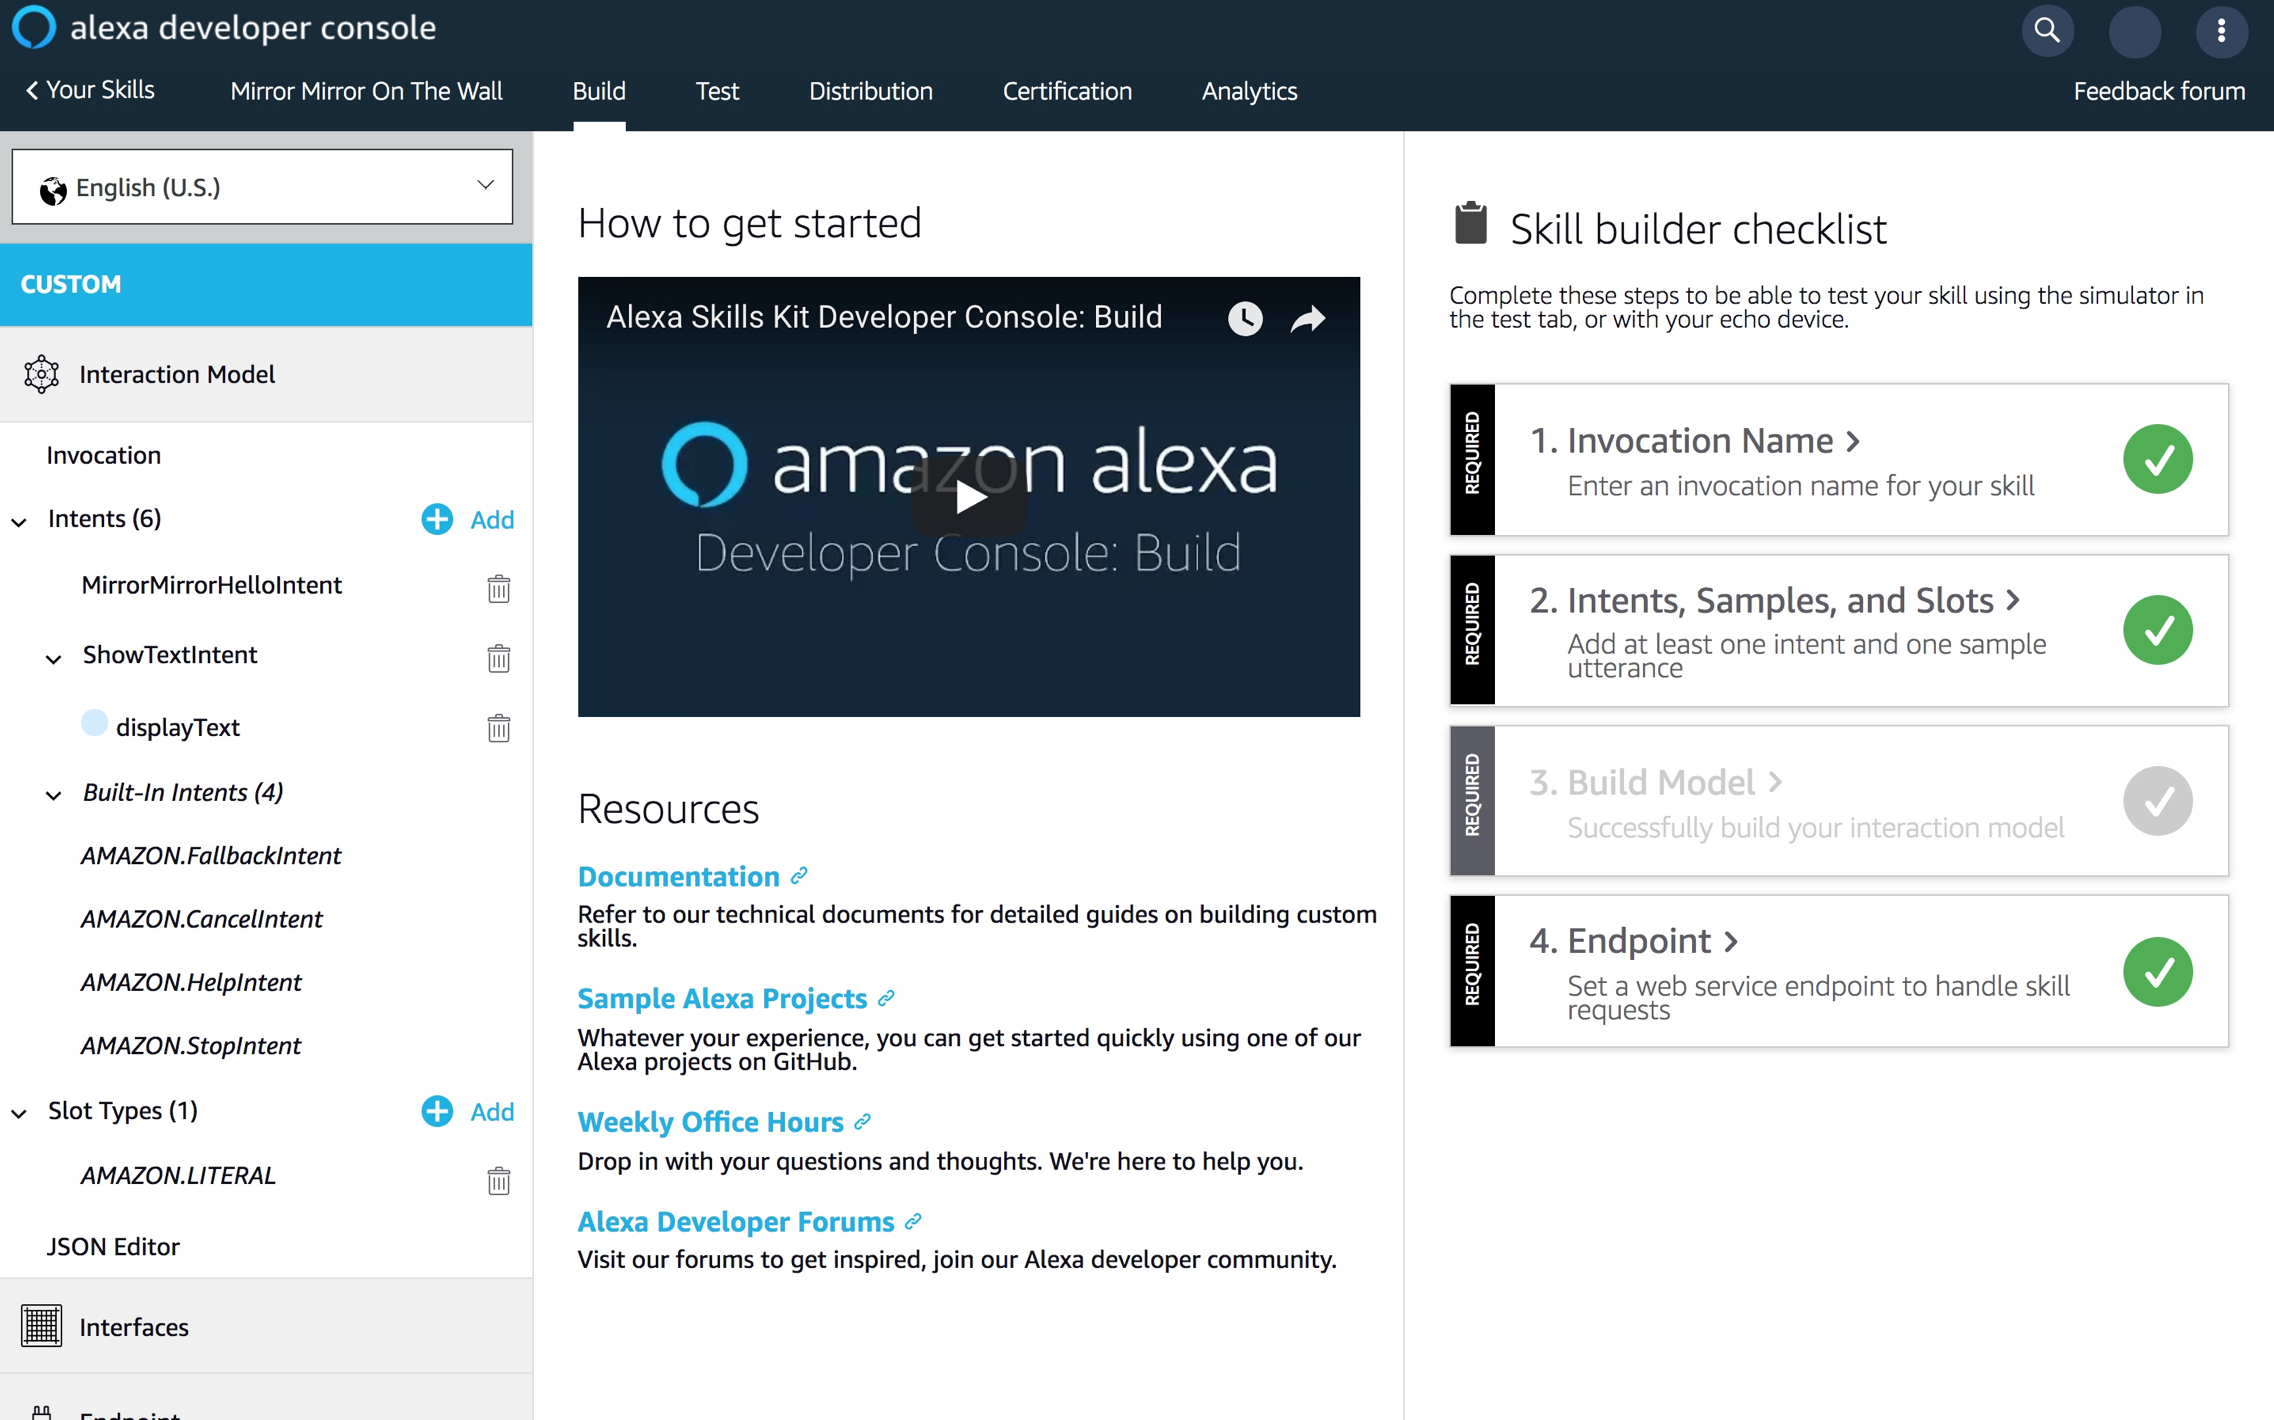 alexa developer console
Your Skills
Mirror Mirror On The Wall
Build
Test
Distribution
Certification
Analytics
Feedback forum
English (U.S.)
CUSTOM
Interaction Model
Invocation
Intents (6)
Add
MirrorMirrorHelloIntent
ShowTextIntent
displayText
Built-In Intents (4)
AMAZON.FallbackIntent
AMAZON.CancelIntent
AMAZON.HelpIntent
AMAZON.StopIntent
Slot Types (1)
Add
AMAZON.LITERAL
JSON Editor
Interfaces
Endpoint
How to get started
Alexa Skills Kit Developer Console: Build
amazon alexa
Developer Console: Build
Resources
Documentation
Refer to our technical documents for detailed guides on building custom
skills.
Sample Alexa Projects
Whatever your experience, you can get started quickly using one of our
Alexa projects on GitHub.
Weekly Office Hours
Drop in with your questions and thoughts. We're here to help you.
Alexa Developer Forums
Visit our forums to get inspired, join our Alexa developer community.
Skill builder checklist
Complete these steps to be able to test your skill using the simulator in
the test tab, or with your echo device.
REQUIRED
1. Invocation Name
Enter an invocation name for your skill
REQUIRED
2. Intents, Samples, and Slots
Add at least one intent and one sample
utterance
REQUIRED
3. Build Model
Successfully build your interaction model
REQUIRED
4. Endpoint
Set a web service endpoint to handle skill
requests